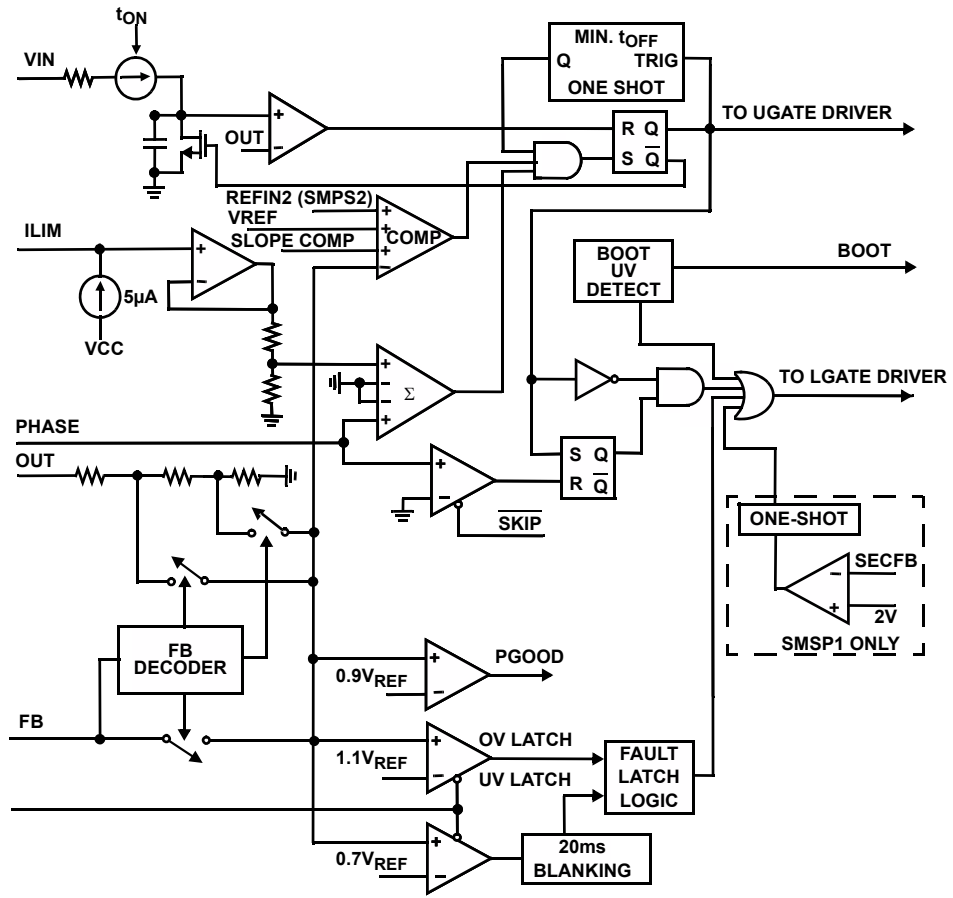 tON
VIN
MIN. tOFF
Q TRIG
ONE SHOT
+
OUT
−
R Q
S Q̅
TO UGATE DRIVER
REFIN2 (SMPS2)
VREF
SLOPE COMP
+
+
+
−
COMP
ILIM
+
−
5µA
VCC
BOOT
UV
DETECT
BOOT
+
−
−
+
Σ
TO LGATE DRIVER
PHASE
OUT
+
−
S̅K̅I̅P̅
S Q
R Q̅
ONE-SHOT
−
SECFB
+
2V
SMSP1 ONLY
FB
DECODER
FB
+
0.9VREF
−
PGOOD
+
1.1VREF
−
OV LATCH
UV LATCH
FAULT
LATCH
LOGIC
+
0.7VREF
−
20ms
BLANKING